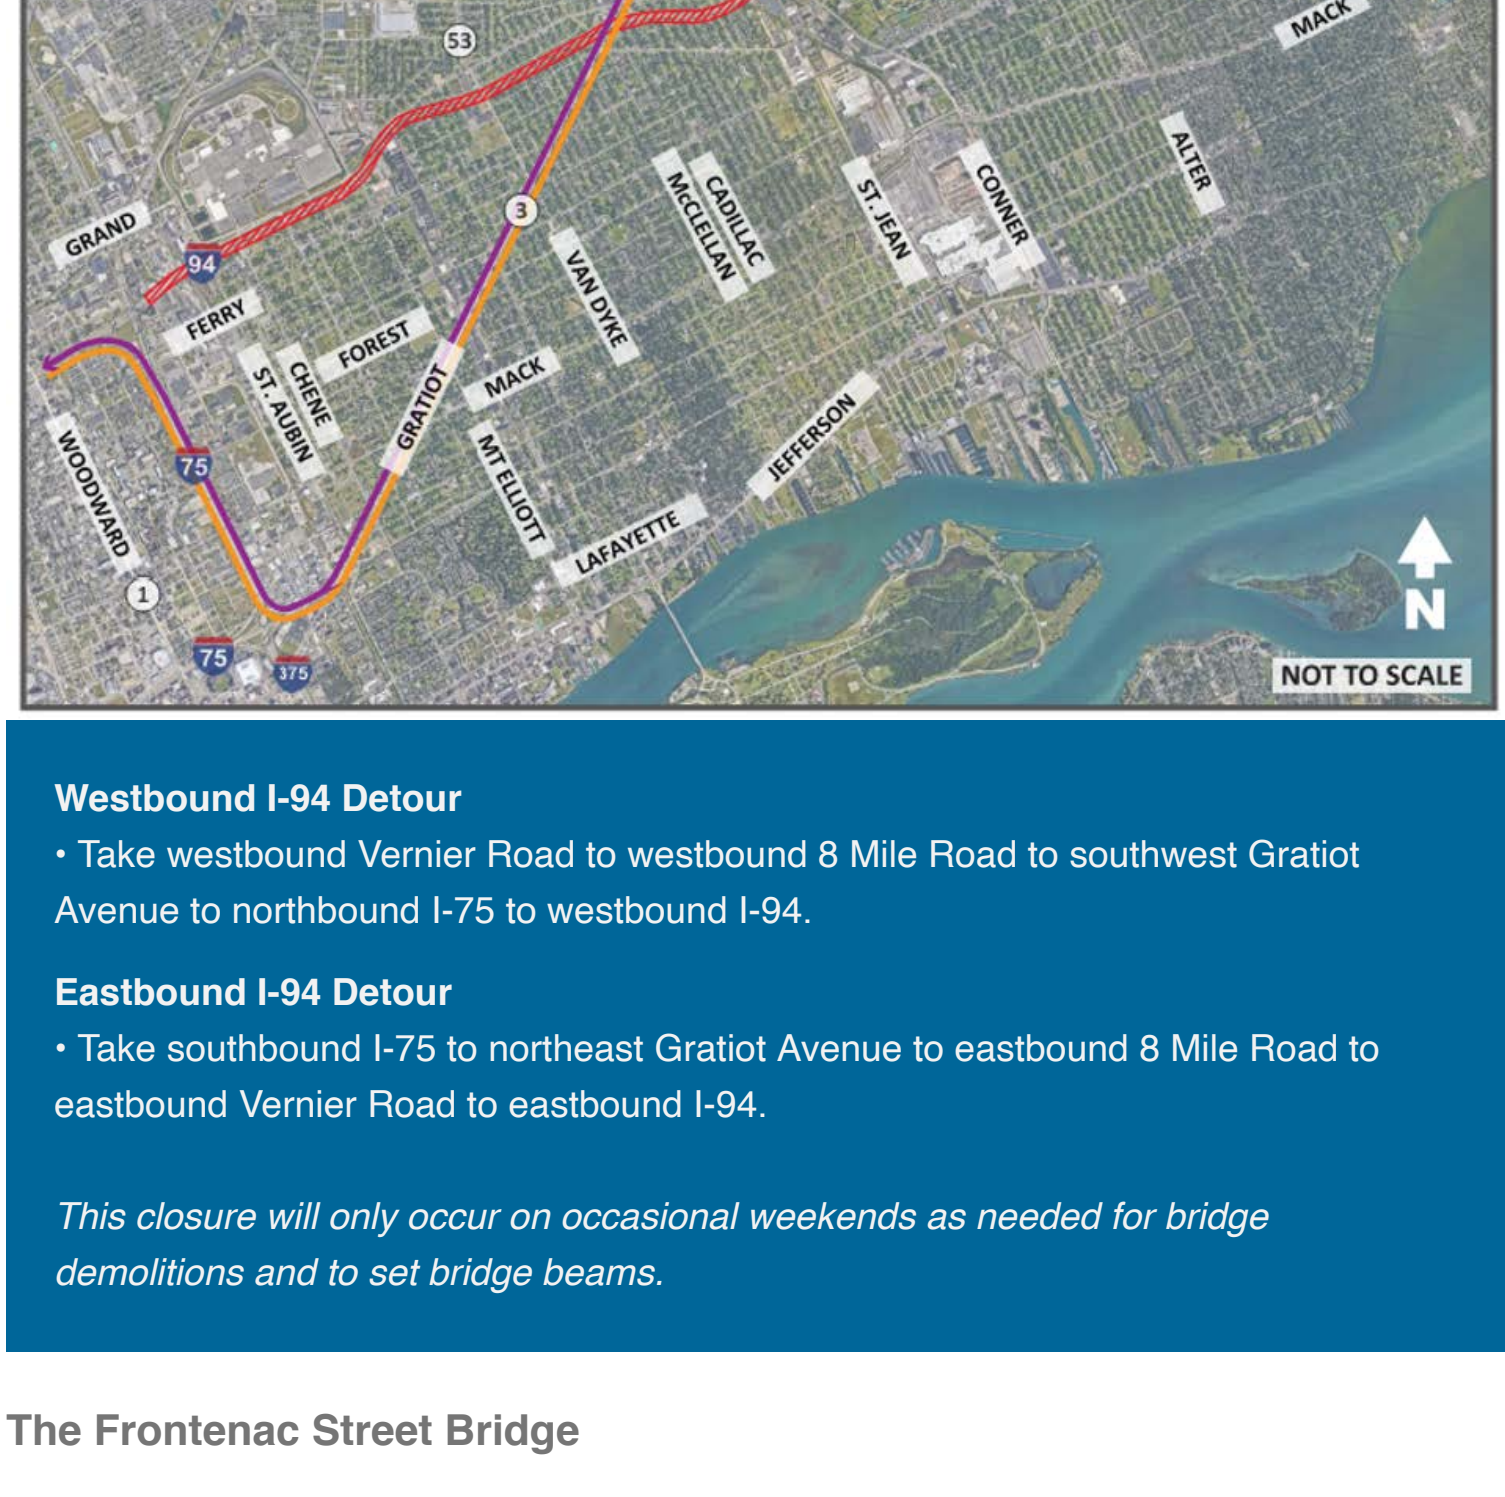 MACK
53
ALTER
CONNER
CADILLAC
McCLELLAN
ST. JEAN
3
GRAND
94
VAN DYKE
FERRY
FOREST
CHENE
ST. AUBIN
GRATIOT
MACK
JEFFERSON
WOODWARD
75
MT ELLIOTT
LAFAYETTE
1
N
75
375
NOT TO SCALE
Westbound I-94 Detour
• Take westbound Vernier Road to westbound 8 Mile Road to southwest Gratiot
Avenue to northbound I-75 to westbound I-94.
Eastbound I-94 Detour
• Take southbound I-75 to northeast Gratiot Avenue to eastbound 8 Mile Road to
eastbound Vernier Road to eastbound I-94.
This closure will only occur on occasional weekends as needed for bridge
demolitions and to set bridge beams.
The Frontenac Street Bridge